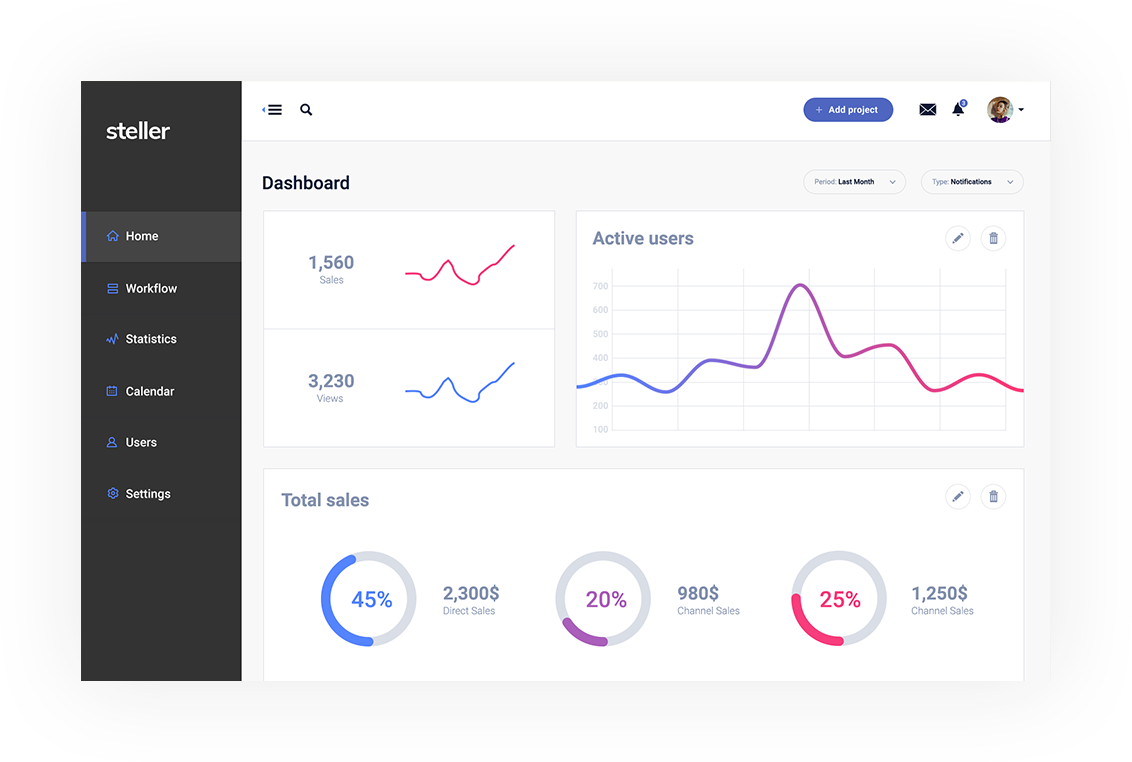 steller
Add project
3
Dashboard
Period: Last Month
Type: Notifications
Home
Workflow
Statistics
Calendar
Users
Settings
1,560
Sales
3,230
Views
Active users
700
600
500
400
300
200
100
Total sales
45%
2,300$
Direct Sales
20%
980$
Channel Sales
25%
1,250$
Channel Sales